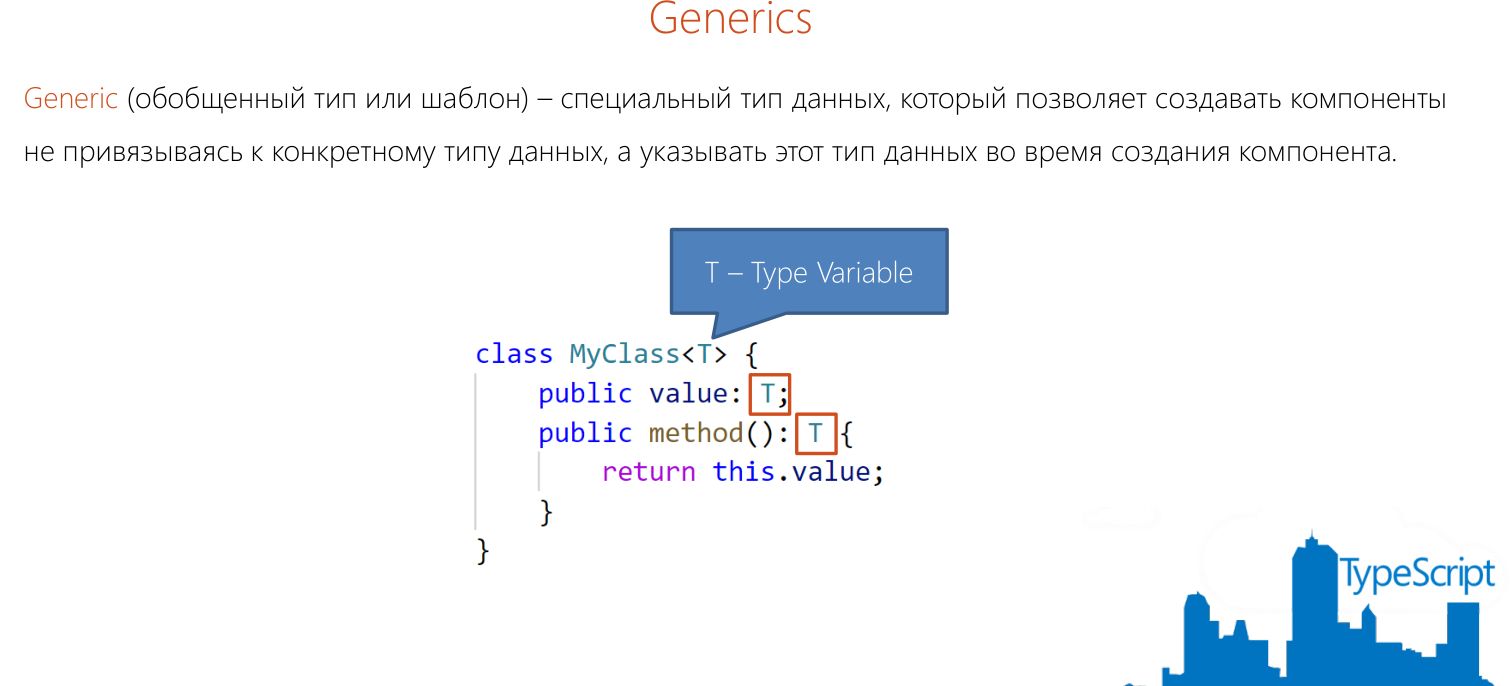 Generics
Generic (обобщенный тип или шаблон) – специальный тип данных, который позволяет создавать компоненты
не привязываясь к конкретному типу данных, а указывать этот тип данных во время создания компонента.
T – Type Variable
class MyClass<T> {
    public value: T;
    public method(): T {
        return this.value;
    }
}
TypeScript